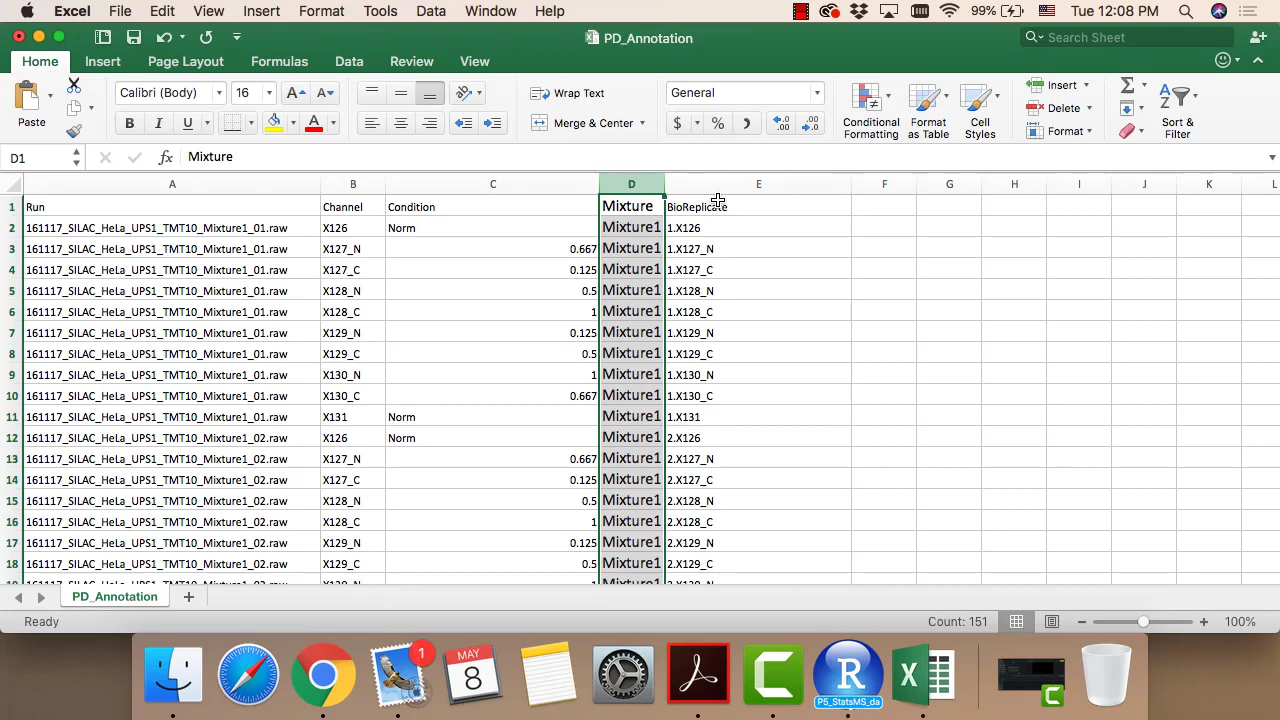 Excel File Edit View Insert Format Tools Data Window Help 99% Tue 12:08 PM
PD_Annotation Search Sheet
Home Insert Page Layout Formulas Data Review View
Paste Calibri (Body) 16 A A Wrap Text General Conditional Formatting Format as Table Cell Styles Insert Sort & Filter
B I U A Merge & Center $ % Delete
Format
D1 fx Mixture
A B C D E F G H I J K L
1 Run Channel Condition Mixture BioReplicate
2 161117_SILAC_HeLa_UPS1_TMT10_Mixture1_01.raw X126 Norm Mixture1 1.X126
3 161117_SILAC_HeLa_UPS1_TMT10_Mixture1_01.raw X127_N 0.667 Mixture1 1.X127_N
4 161117_SILAC_HeLa_UPS1_TMT10_Mixture1_01.raw X127_C 0.125 Mixture1 1.X127_C
5 161117_SILAC_HeLa_UPS1_TMT10_Mixture1_01.raw X128_N 0.5 Mixture1 1.X128_N
6 161117_SILAC_HeLa_UPS1_TMT10_Mixture1_01.raw X128_C 1 Mixture1 1.X128_C
7 161117_SILAC_HeLa_UPS1_TMT10_Mixture1_01.raw X129_N 0.125 Mixture1 1.X129_N
8 161117_SILAC_HeLa_UPS1_TMT10_Mixture1_01.raw X129_C 0.5 Mixture1 1.X129_C
9 161117_SILAC_HeLa_UPS1_TMT10_Mixture1_01.raw X130_N 1 Mixture1 1.X130_N
10 161117_SILAC_HeLa_UPS1_TMT10_Mixture1_01.raw X130_C 0.667 Mixture1 1.X130_C
11 161117_SILAC_HeLa_UPS1_TMT10_Mixture1_01.raw X131 Norm Mixture1 1.X131
12 161117_SILAC_HeLa_UPS1_TMT10_Mixture1_02.raw X126 Norm Mixture1 2.X126
13 161117_SILAC_HeLa_UPS1_TMT10_Mixture1_02.raw X127_N 0.667 Mixture1 2.X127_N
14 161117_SILAC_HeLa_UPS1_TMT10_Mixture1_02.raw X127_C 0.125 Mixture1 2.X127_C
15 161117_SILAC_HeLa_UPS1_TMT10_Mixture1_02.raw X128_N 0.5 Mixture1 2.X128_N
16 161117_SILAC_HeLa_UPS1_TMT10_Mixture1_02.raw X128_C 1 Mixture1 2.X128_C
17 161117_SILAC_HeLa_UPS1_TMT10_Mixture1_02.raw X129_N 0.125 Mixture1 2.X129_N
18 161117_SILAC_HeLa_UPS1_TMT10_Mixture1_02.raw X129_C 0.5 Mixture1 2.X129_C
19 161117_SILAC_HeLa_UPS1_TMT10_Mixture1_02.raw X130_N 1 Mixture1 2.X130_N
PD_Annotation
Ready Count: 151 100%
1
MAY
8
R
X
P5_StatsMS_da